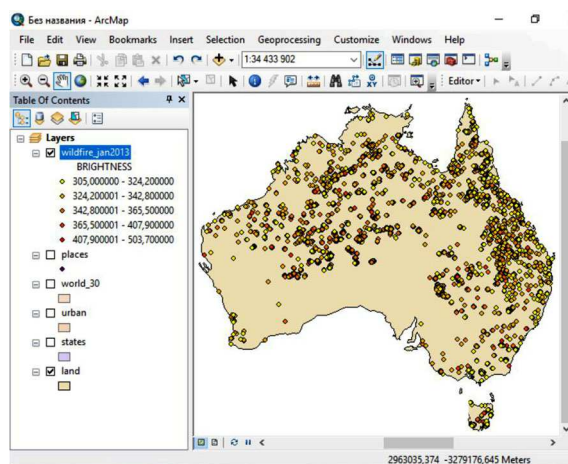 Без названия - ArcMap
File Edit View Bookmarks Insert Selection Geoprocessing Customize Windows Help
1:34 433 902
Editor
Table Of Contents
Layers
wildfire_jan2013
BRIGHTNESS
305,000000 - 324,200000
324,200001 - 342,800000
342,800001 - 365,500000
365,500001 - 407,900000
407,900001 - 503,700000
places
world_30
urban
states
land
2963035,374 -3279176,645 Meters